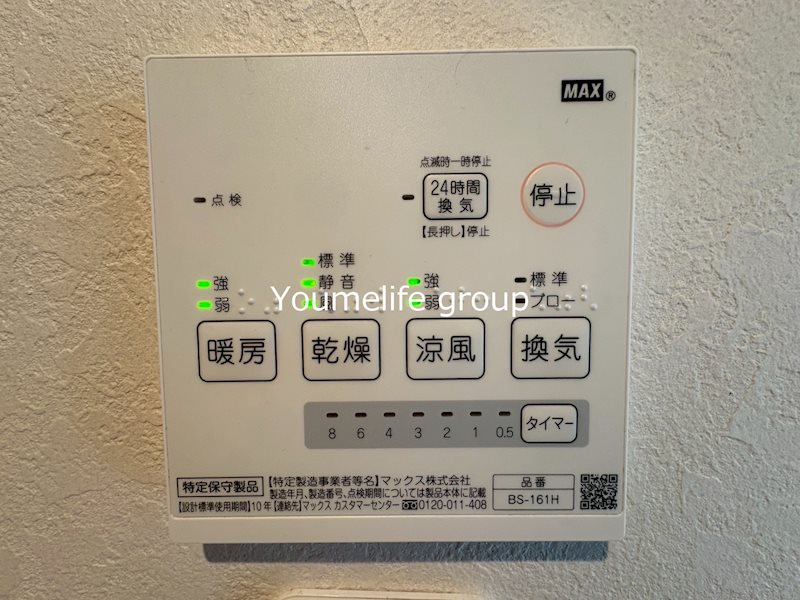 MAX®
点滅時一時停止
点検
24時間
換気
停止
【長押し】停止
標準
強
静音
強
標準
弱
弱
ブロー
Youmelife group
暖房
乾燥
涼風
換気
8 6 4 3 2 1 0.5
タイマー
特定保守製品
【特定製造事業者等名】マックス株式会社
製造年月、製造番号、点検期間については製品本体に記載
【設計標準使用期間】10年【連絡先】マックス カスタマーセンター 0120-011-408
品番
BS-161H